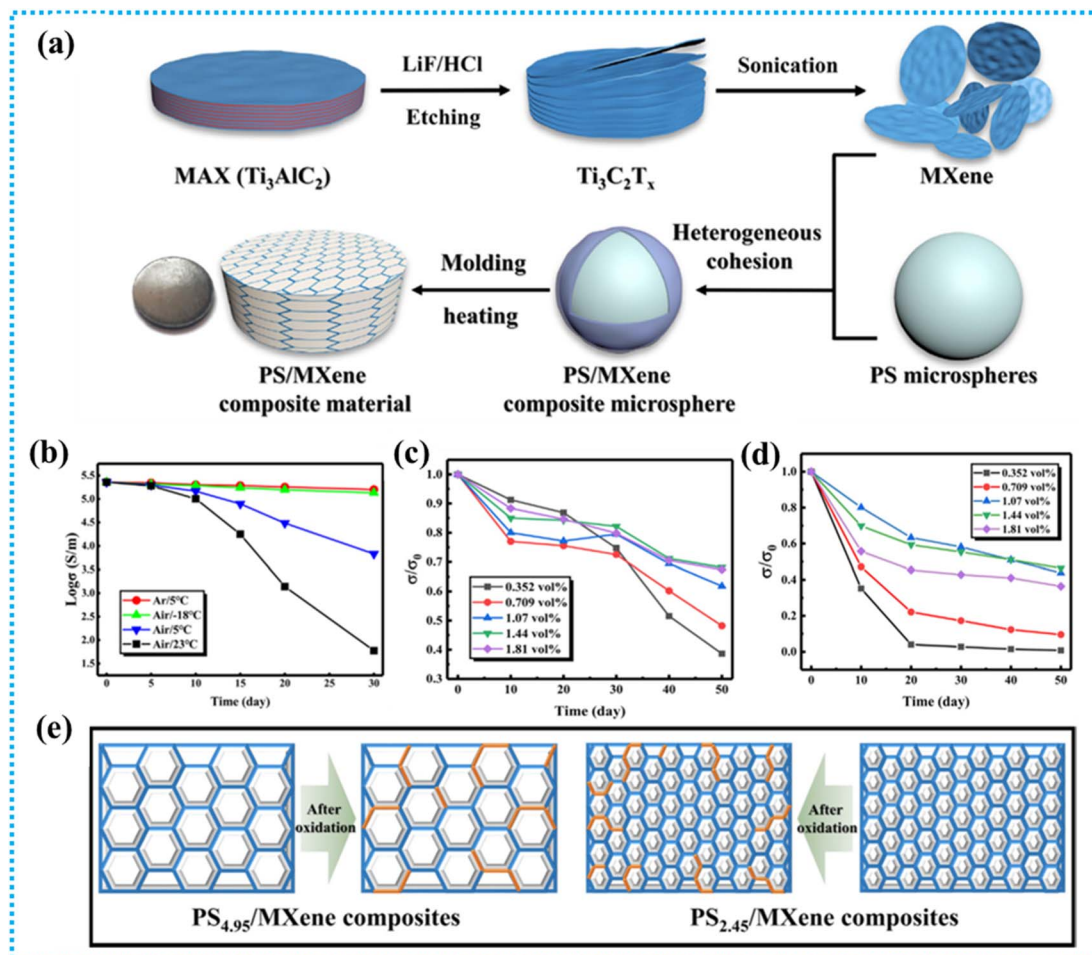 (a)
LiF/HCl
Etching
Sonication
MAX (Ti₃AlC₂)
Ti₃C₂Tₓ
MXene
Molding
heating
Heterogeneous
cohesion
PS/MXene
composite material
PS/MXene
composite microsphere
PS microspheres
(b)
5.5
5.0
4.5
4.0
3.5
3.0
2.5
2.0
1.5
Logσ (S/m)
Ar/5°C
Air/-18°C
Air/5°C
Air/23°C
0 5 10 15 20 25 30
Time (day)
(c)
1.0
0.9
0.8
0.7
0.6
0.5
0.4
0.3
σ/σ₀
0.352 vol%
0.709 vol%
1.07 vol%
1.44 vol%
1.81 vol%
0 10 20 30 40 50
Time (day)
(d)
1.0
0.8
0.6
0.4
0.2
0.0
σ/σ₀
0.352 vol%
0.709 vol%
1.07 vol%
1.44 vol%
1.81 vol%
0 10 20 30 40 50
Time (day)
(e)
After
oxidation
After
oxidation
PS₄.₉₅/MXene composites
PS₂.₄₅/MXene composites